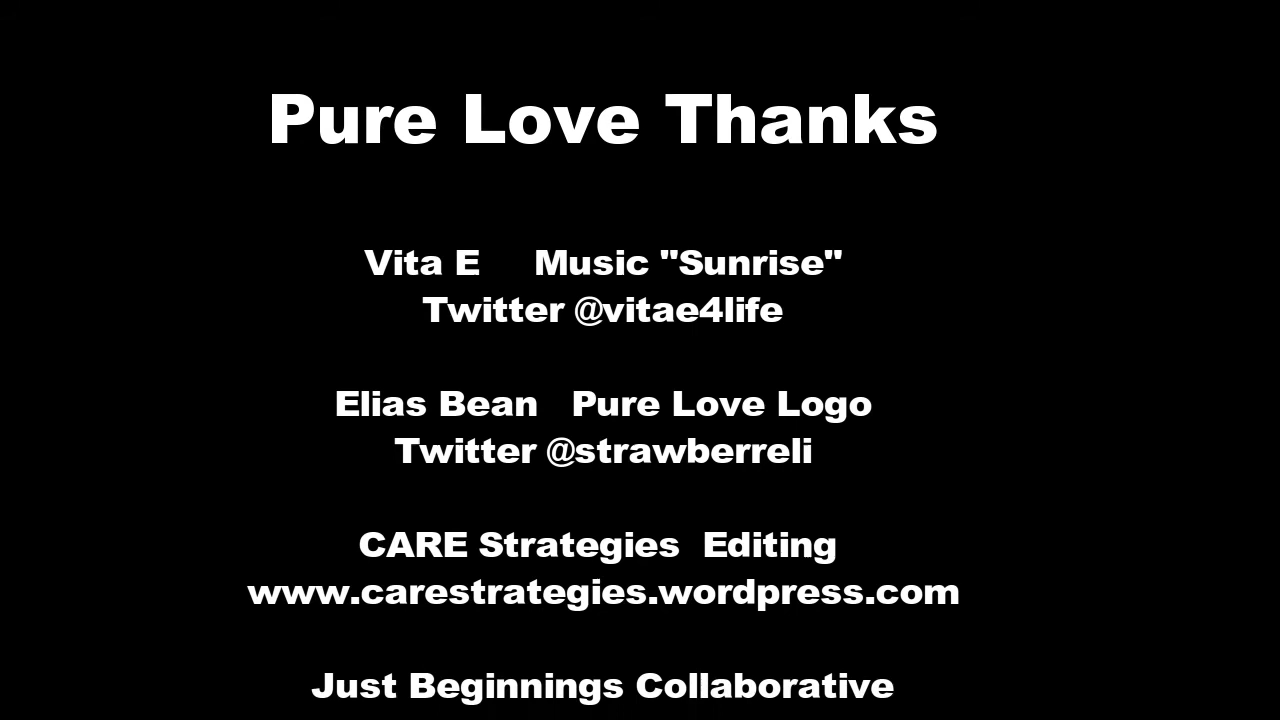 Pure Love Thanks
Vita E Music "Sunrise"
Twitter @vitae4life
Elias Bean Pure Love Logo
Twitter @strawberreli
CARE Strategies Editing
www.carestrategies.wordpress.com
Just Beginnings Collaborative